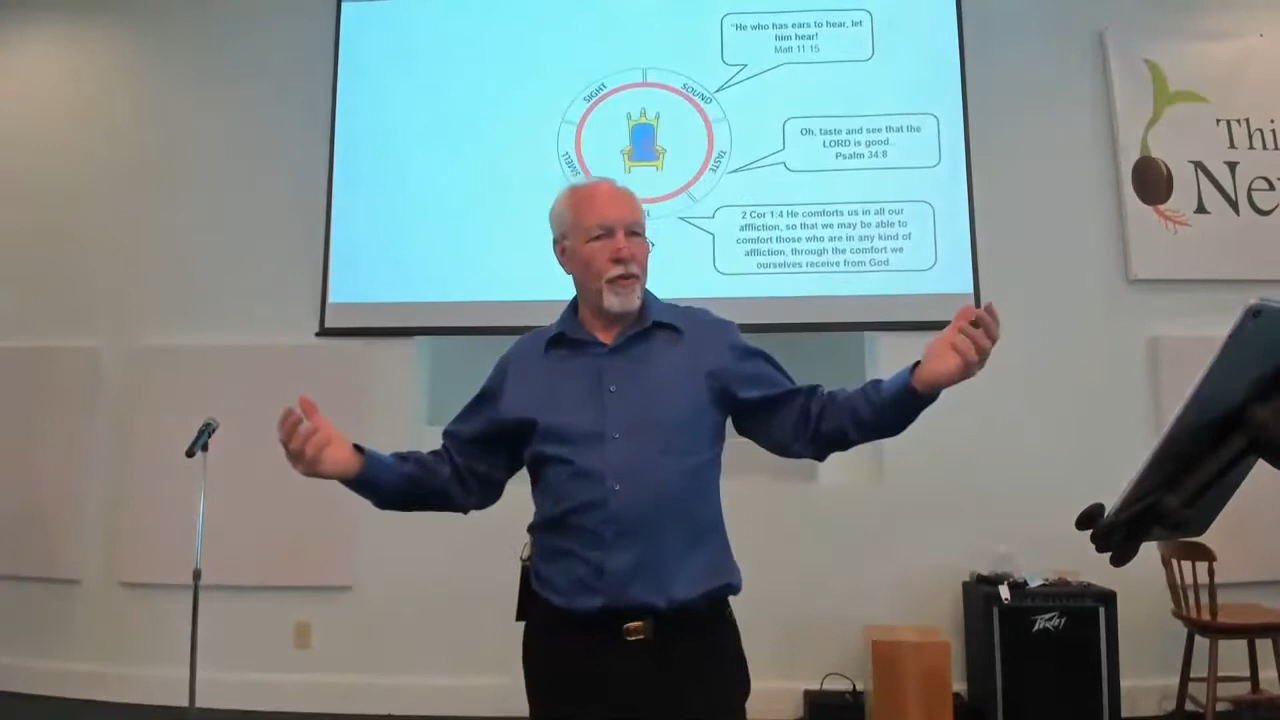 "He who has ears to hear, let
him hear!
Matt 11:15
SIGHT
SOUND
TASTE
SMELL
Oh, taste and see that the
LORD is good..
Psalm 34:8
2 Cor 1:4 He comforts us in all our
affliction, so that we may be able to
comfort those who are in any kind of
affliction, through the comfort we
ourselves receive from God.
Thi
Ne
PEAVEY